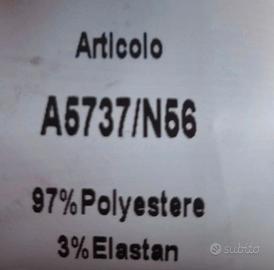 Articolo
A5737/N56
97%Polyestere
3%Elastan
subito